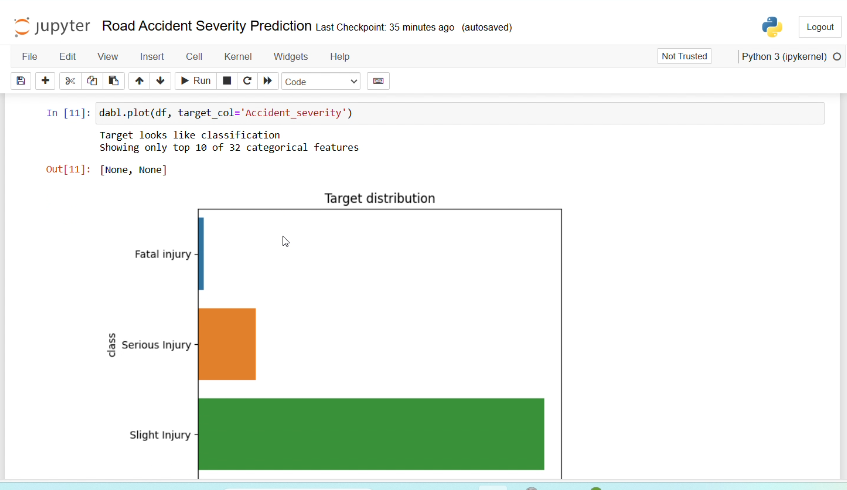 jupyter Road Accident Severity Prediction Last Checkpoint: 35 minutes ago (autosaved) Logout
File Edit View Insert Cell Kernel Widgets Help Not Trusted Python 3 (ipykernel)
Run Code
In [11]: dabl.plot(df, target_col='Accident_severity')
Target looks like classification
Showing only top 10 of 32 categorical features
Out[11]: [None, None]
Target distribution
Fatal injury
class
Serious Injury
Slight Injury